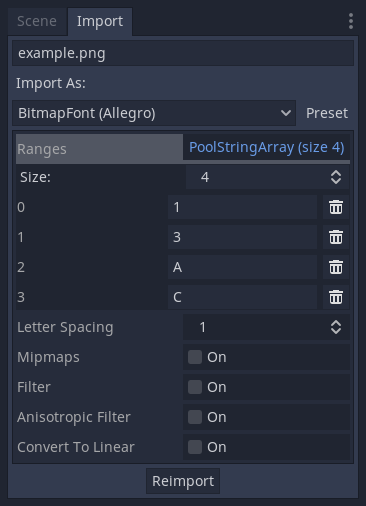 Scene Import
example.png
Import As:
BitmapFont (Allegro) Preset
Ranges PoolStringArray (size 4)
Size: 4
0 1
1 3
2 A
3 C
Letter Spacing 1
Mipmaps On
Filter On
Anisotropic Filter On
Convert To Linear On
Reimport